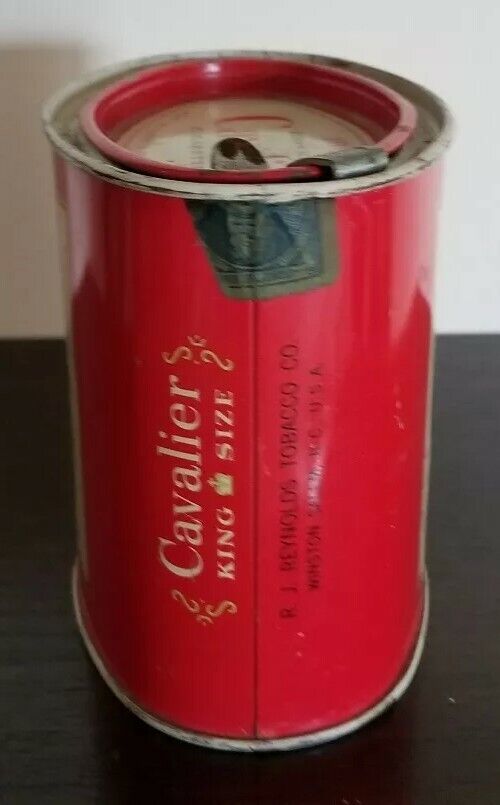 Cavalier
KING SIZE
R. J. REYNOLDS TOBACCO CO.
WINSTON SALEM, N.C. U.S.A.